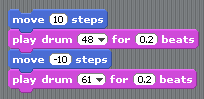 move 10 steps
play drum 48 for 0.2 beats
move -10 steps
play drum 61 for 0.2 beats